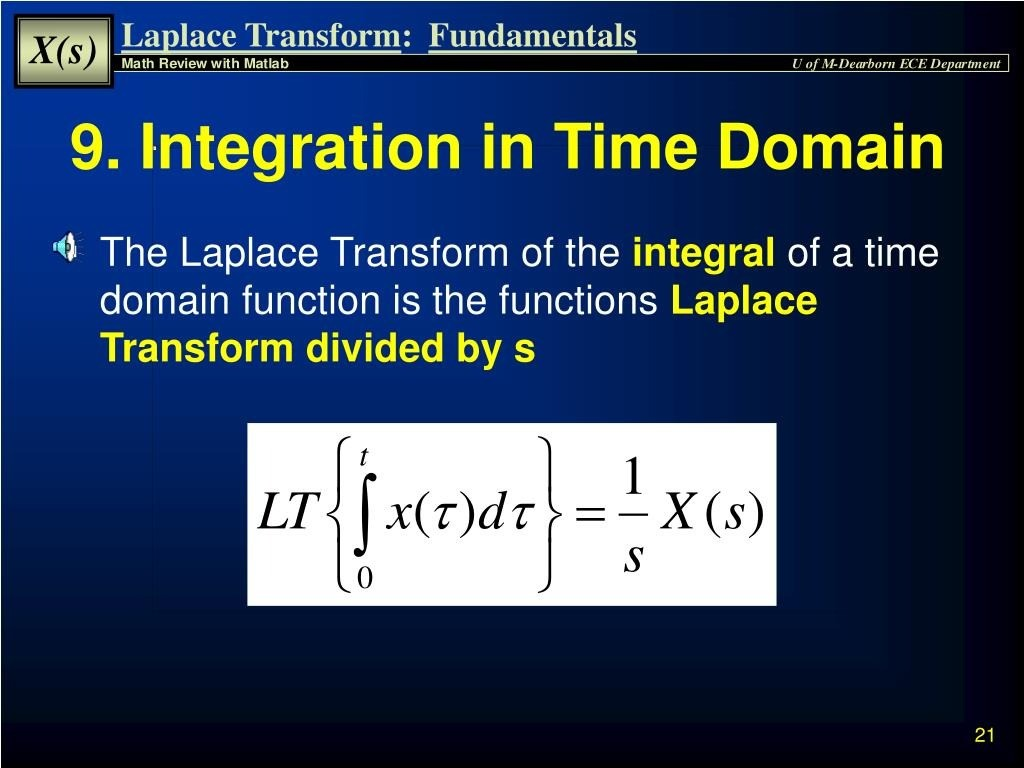 X(s)
Laplace Transform: Fundamentals
Math Review with Matlab
U of M-Dearborn ECE Department
9. Integration in Time Domain
The Laplace Transform of the integral of a time
domain function is the functions Laplace
Transform divided by s
LT{∫₀ᵗ x(τ)dτ} = 1/s X(s)
21